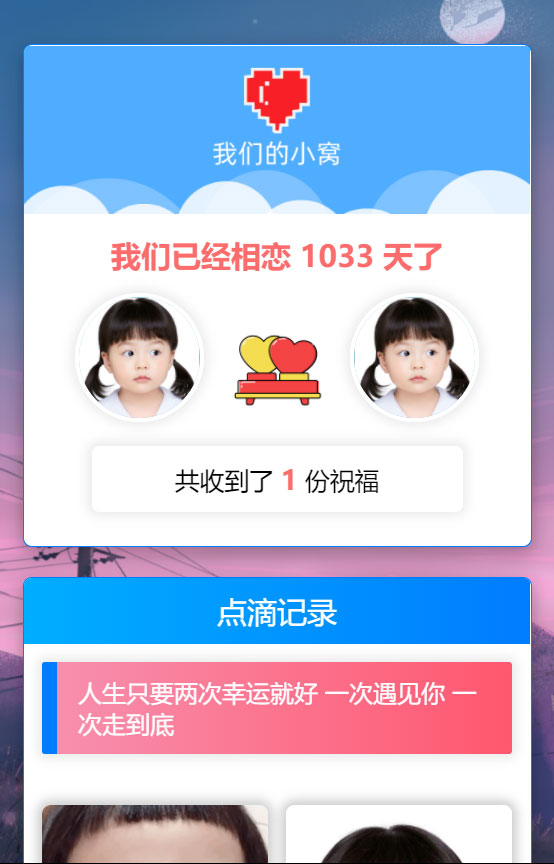 我们的小窝
我们已经相恋 1033 天了
共收到了 1 份祝福
点滴记录
人生只要两次幸运就好 一次遇见你 一
次走到底